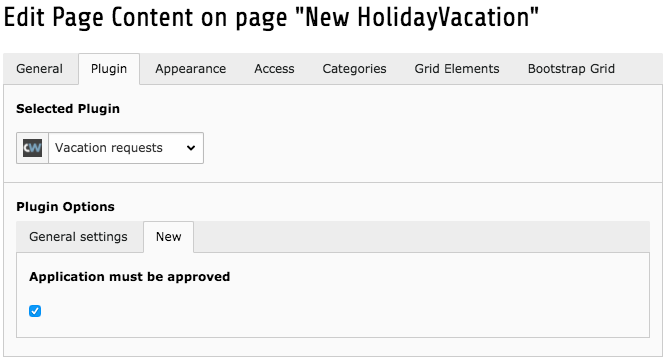 Edit Page Content on page "New HolidayVacation"
General Plugin Appearance Access Categories Grid Elements Bootstrap Grid
Selected Plugin
CW Vacation requests
Plugin Options
General settings New
Application must be approved